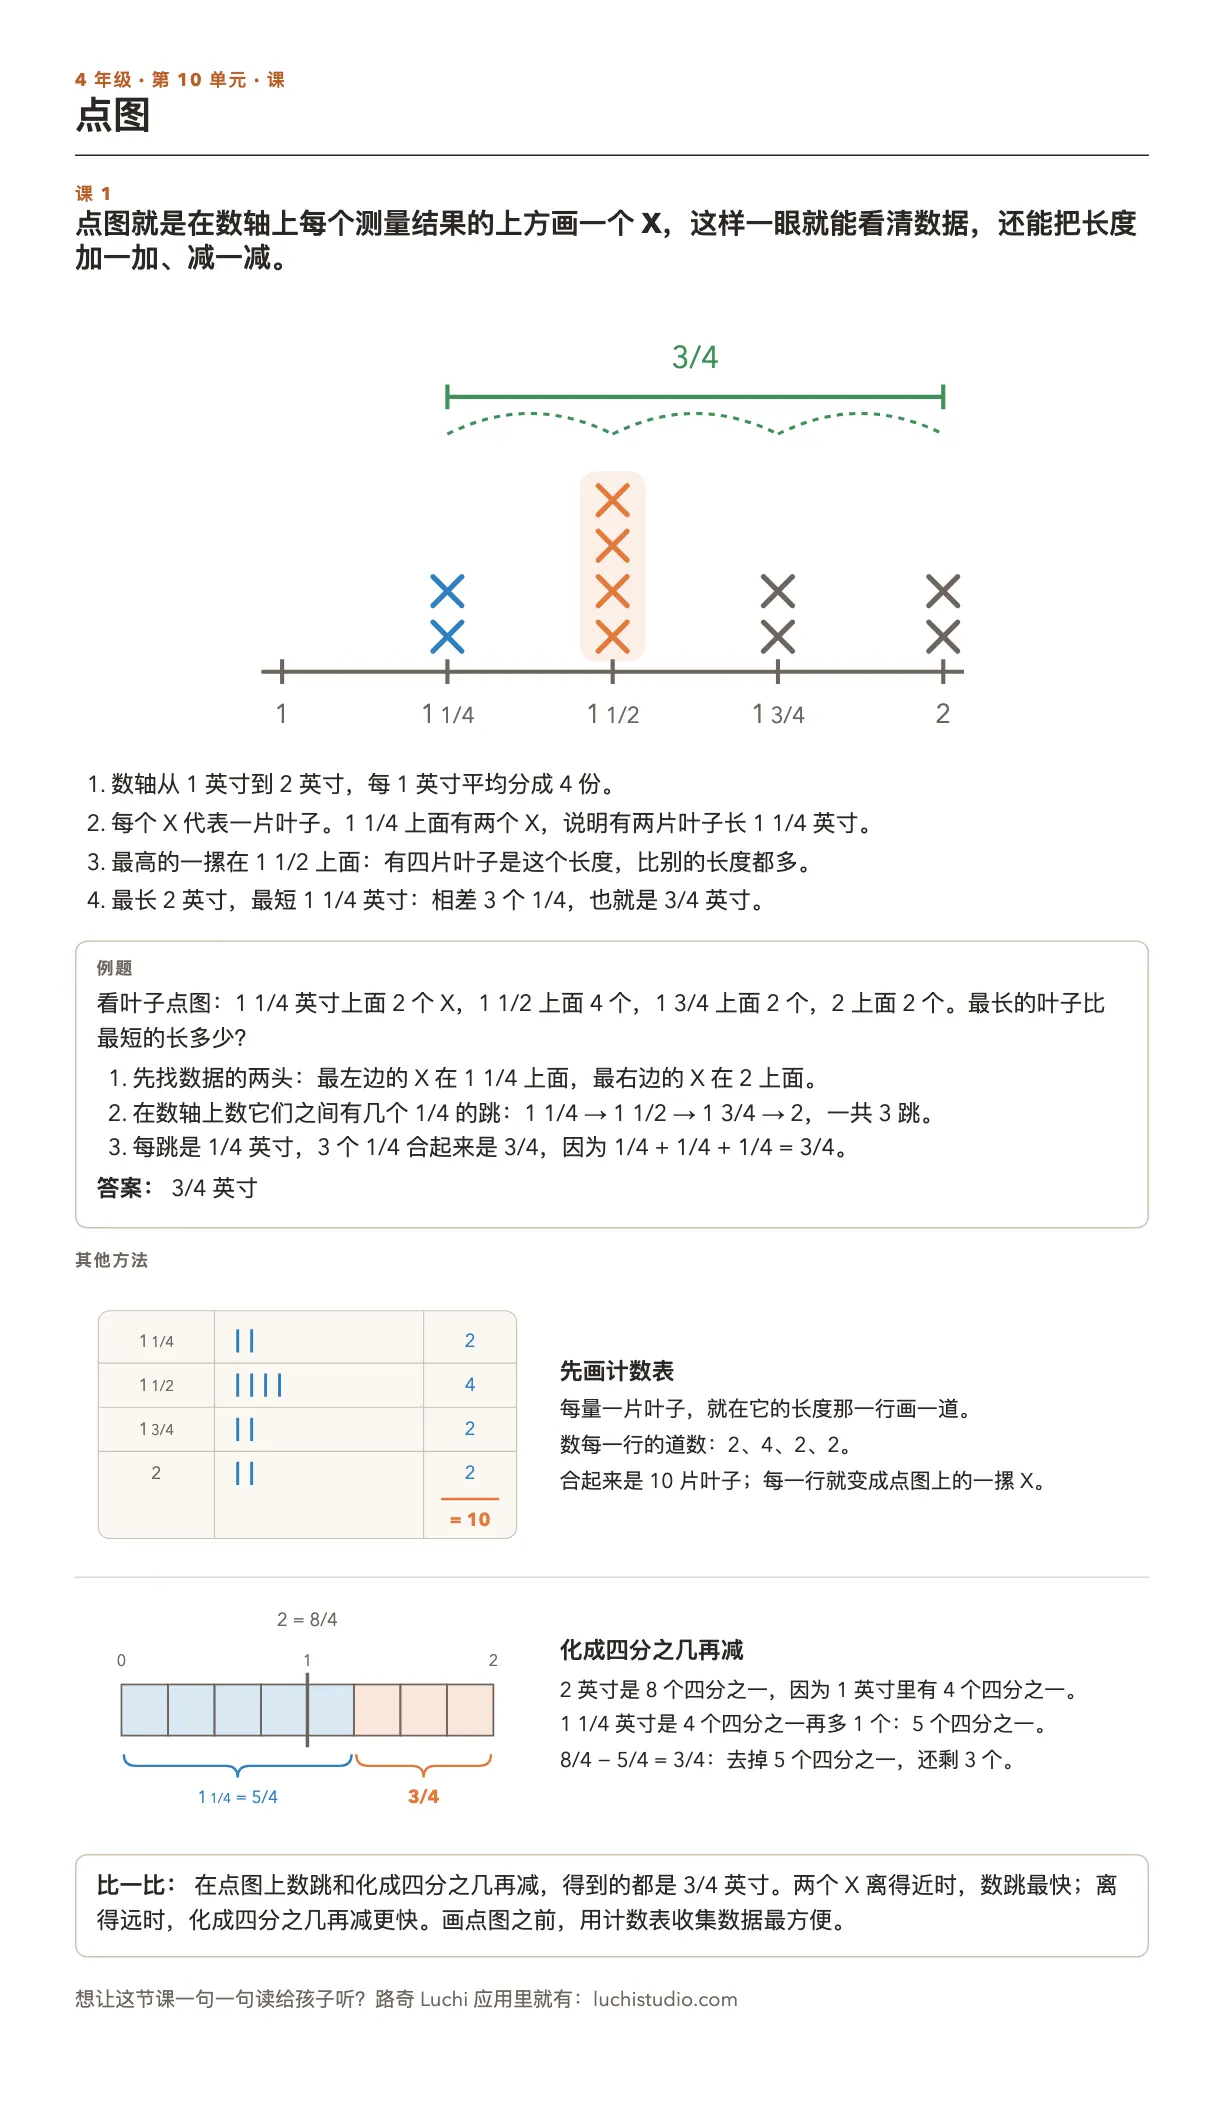 4 年级 · 第 10 单元 · 课
点图
课 1
点图就是在数轴上每个测量结果的上方画一个 X，这样一眼就能看清数据，还能把长度
加一加、减一减。
3/4
1 1 1/4 1 1/2 1 3/4 2
1. 数轴从 1 英寸到 2 英寸，每 1 英寸平均分成 4 份。
2. 每个 X 代表一片叶子。1 1/4 上面有两个 X，说明有两片叶子长 1 1/4 英寸。
3. 最高的一摞在 1 1/2 上面：有四片叶子是这个长度，比别的长度都多。
4. 最长 2 英寸，最短 1 1/4 英寸：相差 3 个 1/4，也就是 3/4 英寸。
例题
看叶子点图：1 1/4 英寸上面 2 个 X，1 1/2 上面 4 个，1 3/4 上面 2 个，2 上面 2 个。最长的叶子比
最短的长多少？
1. 先找数据的两头：最左边的 X 在 1 1/4 上面，最右边的 X 在 2 上面。
2. 在数轴上数它们之间有几个 1/4 的跳：1 1/4 → 1 1/2 → 1 3/4 → 2，一共 3 跳。
3. 每跳是 1/4 英寸，3 个 1/4 合起来是 3/4，因为 1/4 + 1/4 + 1/4 = 3/4。
答案： 3/4 英寸
其他方法
1 1/4 2
1 1/2 4
1 3/4 2
2 2
= 10
先画计数表
每量一片叶子，就在它的长度那一行画一道。
数每一行的道数：2、4、2、2。
合起来是 10 片叶子；每一行就变成点图上的一摞 X。
2 = 8/4
0 1 2
1 1/4 = 5/4 3/4
化成四分之几再减
2 英寸是 8 个四分之一，因为 1 英寸里有 4 个四分之一。
1 1/4 英寸是 4 个四分之一再多 1 个：5 个四分之一。
8/4 − 5/4 = 3/4：去掉 5 个四分之一，还剩 3 个。
比一比： 在点图上数跳和化成四分之几再减，得到的都是 3/4 英寸。两个 X 离得近时，数跳最快；离
得远时，化成四分之几再减更快。画点图之前，用计数表收集数据最方便。
想让这节课一句一句读给孩子听？路奇 Luchi 应用里就有：luchistudio.com